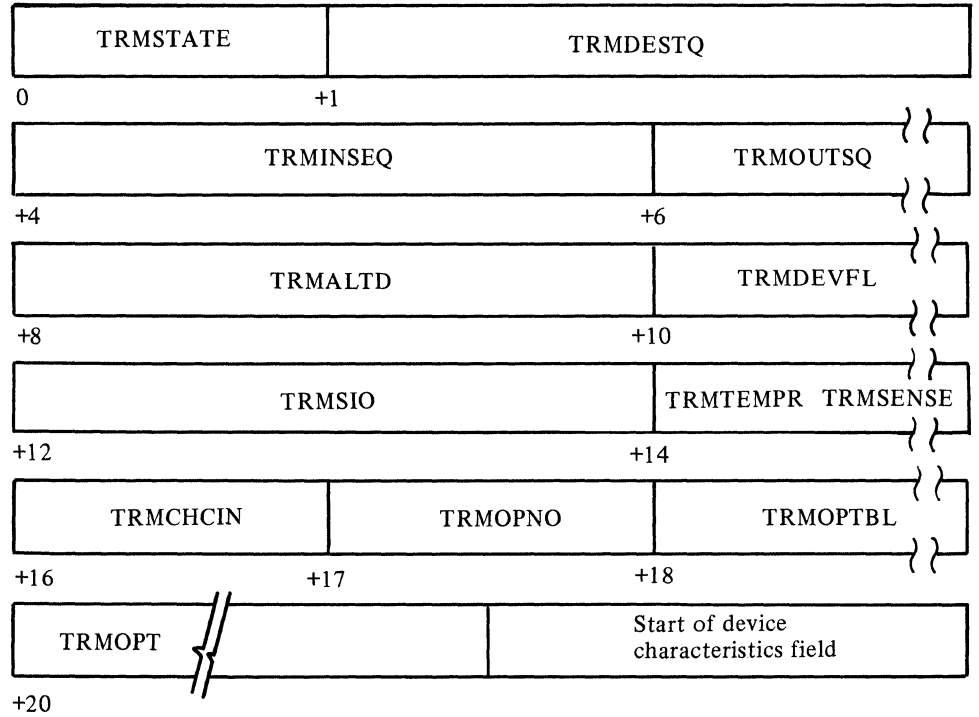 TRMSTATE TRMDESTQ
0 +1
TRMINSEQ TRMOUTSQ
+4 +6
TRMALTD TRMDEVFL
+8 +10
TRMSIO TRMTEMPR TRMSENSE
+12 +14
TRMCHCIN TRMOPNO TRMOPTBL
+16 +17 +18
TRMOPT Start of device
characteristics field
+20